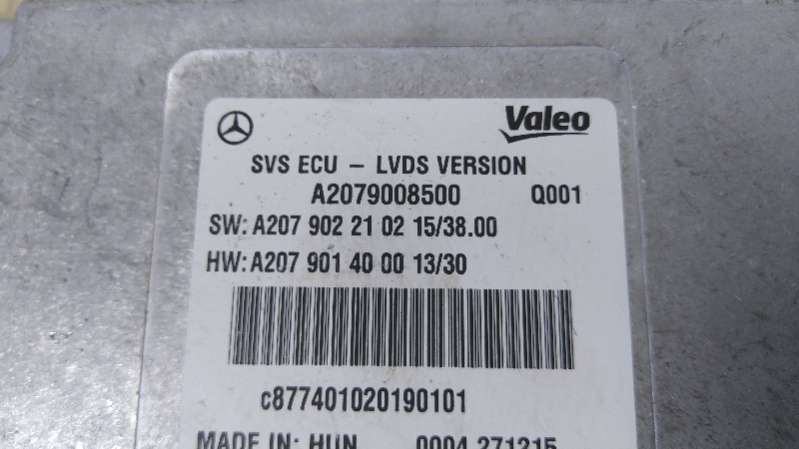 Valeo
SVS ECU – LVDS VERSION
A2079008500 Q001
SW: A207 902 21 02 15/38.00
HW: A207 901 40 00 13/30
c877401020190101
MADE IN: HUN 0004 271215